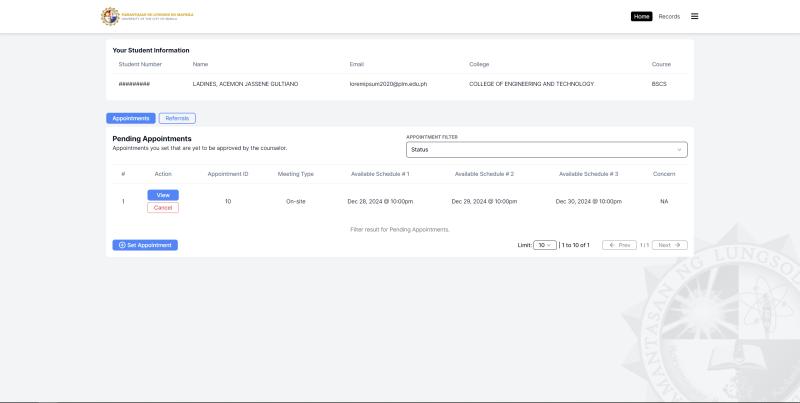 PAMANTASAN NG LUNGSOD NG MAYNILA
UNIVERSITY OF THE CITY OF MANILA
Home Records
Your Student Information
Student Number Name Email College Course
######### LADINES, ACEMON JASSENE GULTIANO loremipsum2020@plm.edu.ph COLLEGE OF ENGINEERING AND TECHNOLOGY BSCS
Appointments Referrals
Pending Appointments
Appointments you set that are yet to be approved by the counselor.
APPOINTMENT FILTER
Status
# Action Appointment ID Meeting Type Available Schedule # 1 Available Schedule # 2 Available Schedule # 3 Concern
1 View 10 On-site Dec 28, 2024 @ 10:00pm Dec 29, 2024 @ 10:00pm Dec 30, 2024 @ 10:00pm NA
Cancel
Filter result for Pending Appointments.
Set Appointment Limit: 10 | 1 to 10 of 1 Prev 1 / 1 Next
MANTASAN NG LUNGSO